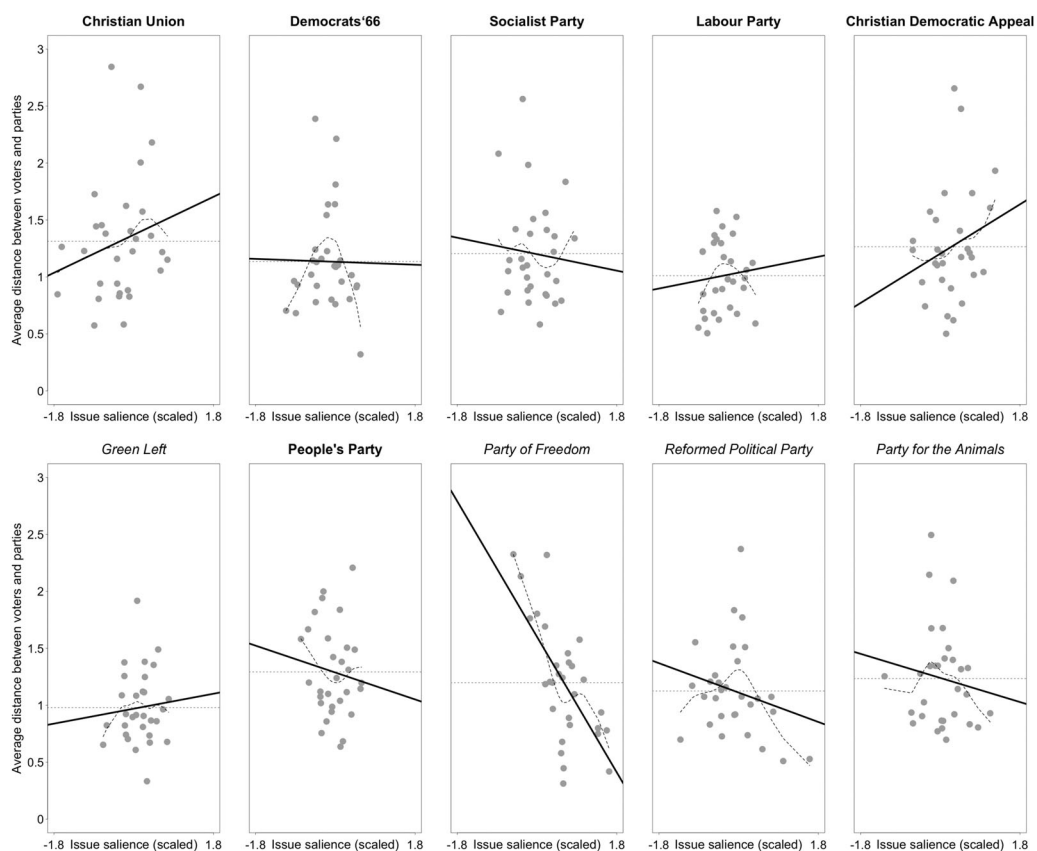 Christian Union Democrats‘66 Socialist Party Labour Party Christian Democratic Appeal
Average distance between voters and parties
3
2.5
2
1.5
1
0.5
0
-1.8 Issue salience (scaled) 1.8 -1.8 Issue salience (scaled) 1.8 -1.8 Issue salience (scaled) 1.8 -1.8 Issue salience (scaled) 1.8 -1.8 Issue salience (scaled) 1.8
Green Left People's Party Party of Freedom Reformed Political Party Party for the Animals
Average distance between voters and parties
3
2.5
2
1.5
1
0.5
0
-1.8 Issue salience (scaled) 1.8 -1.8 Issue salience (scaled) 1.8 -1.8 Issue salience (scaled) 1.8 -1.8 Issue salience (scaled) 1.8 -1.8 Issue salience (scaled) 1.8